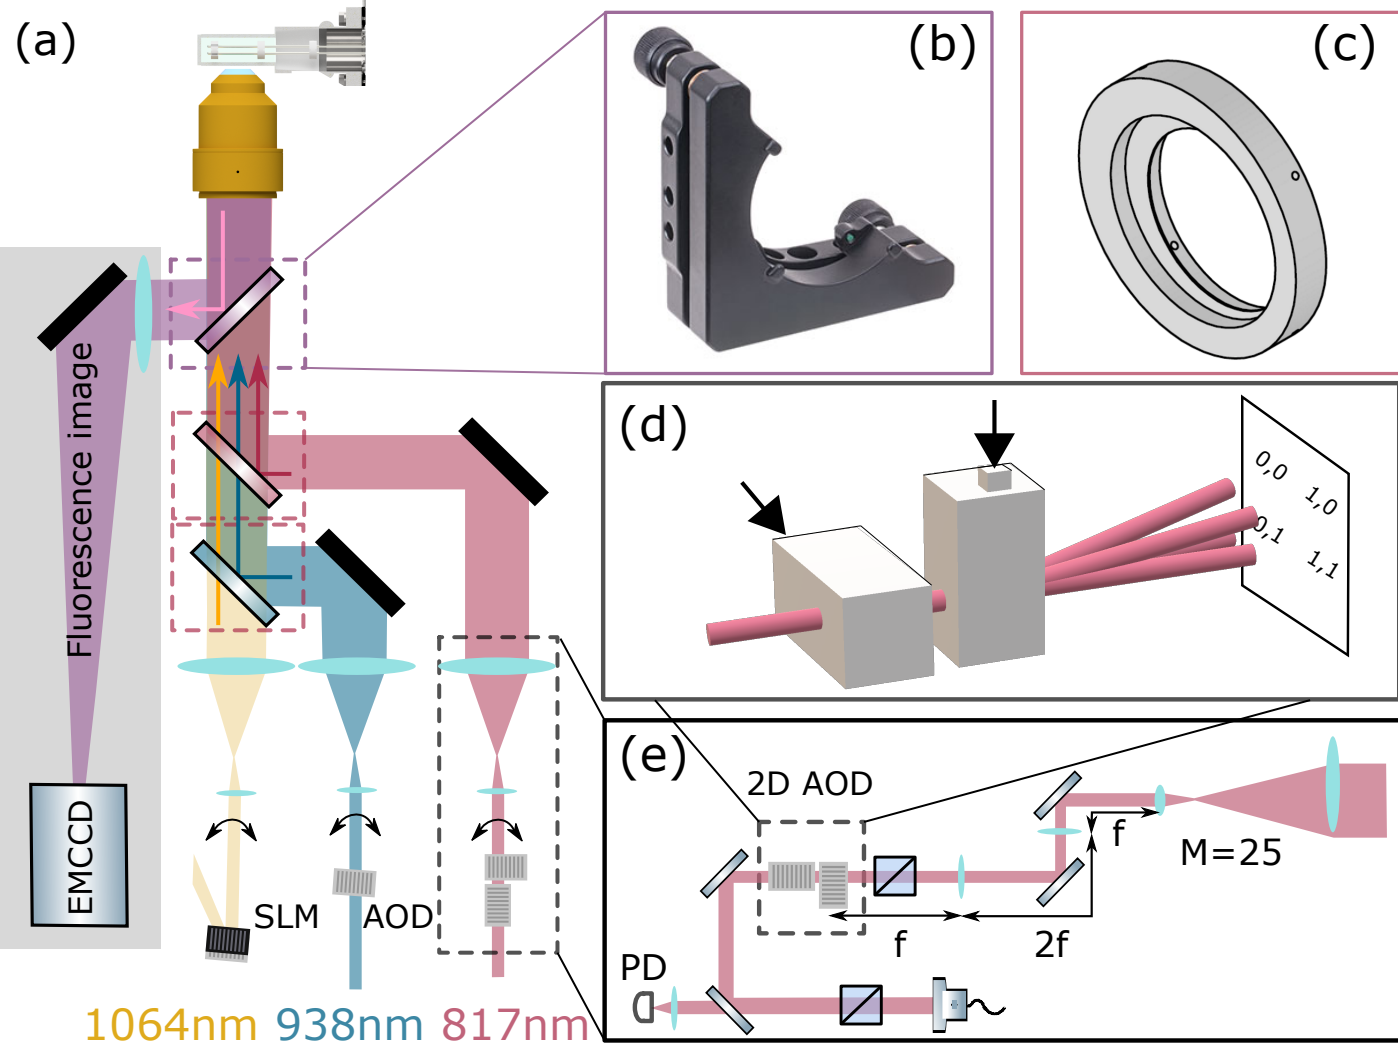 (a)
(b)
(c)
(d)
0,0
1,0
0,1
1,1
Fluorescence image
EMCCD
SLM
AOD
1064nm
938nm
817nm
(e)
2D AOD
f
M=25
f
2f
PD